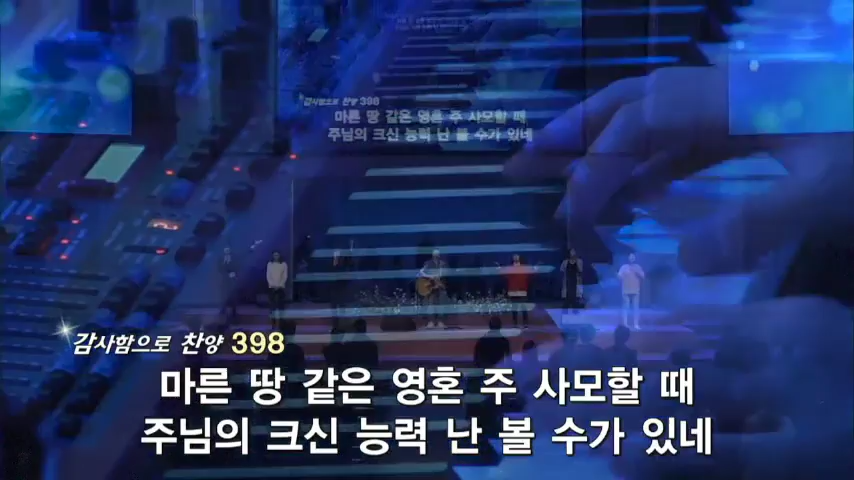 감사함으로 찬양 398
마른 땅 같은 영혼 주 사모할 때
주님의 크신 능력 난 볼 수가 있네
감사함으로 찬양 398
마른 땅 같은 영혼 주 사모할 때
주님의 크신 능력 난 볼 수가 있네